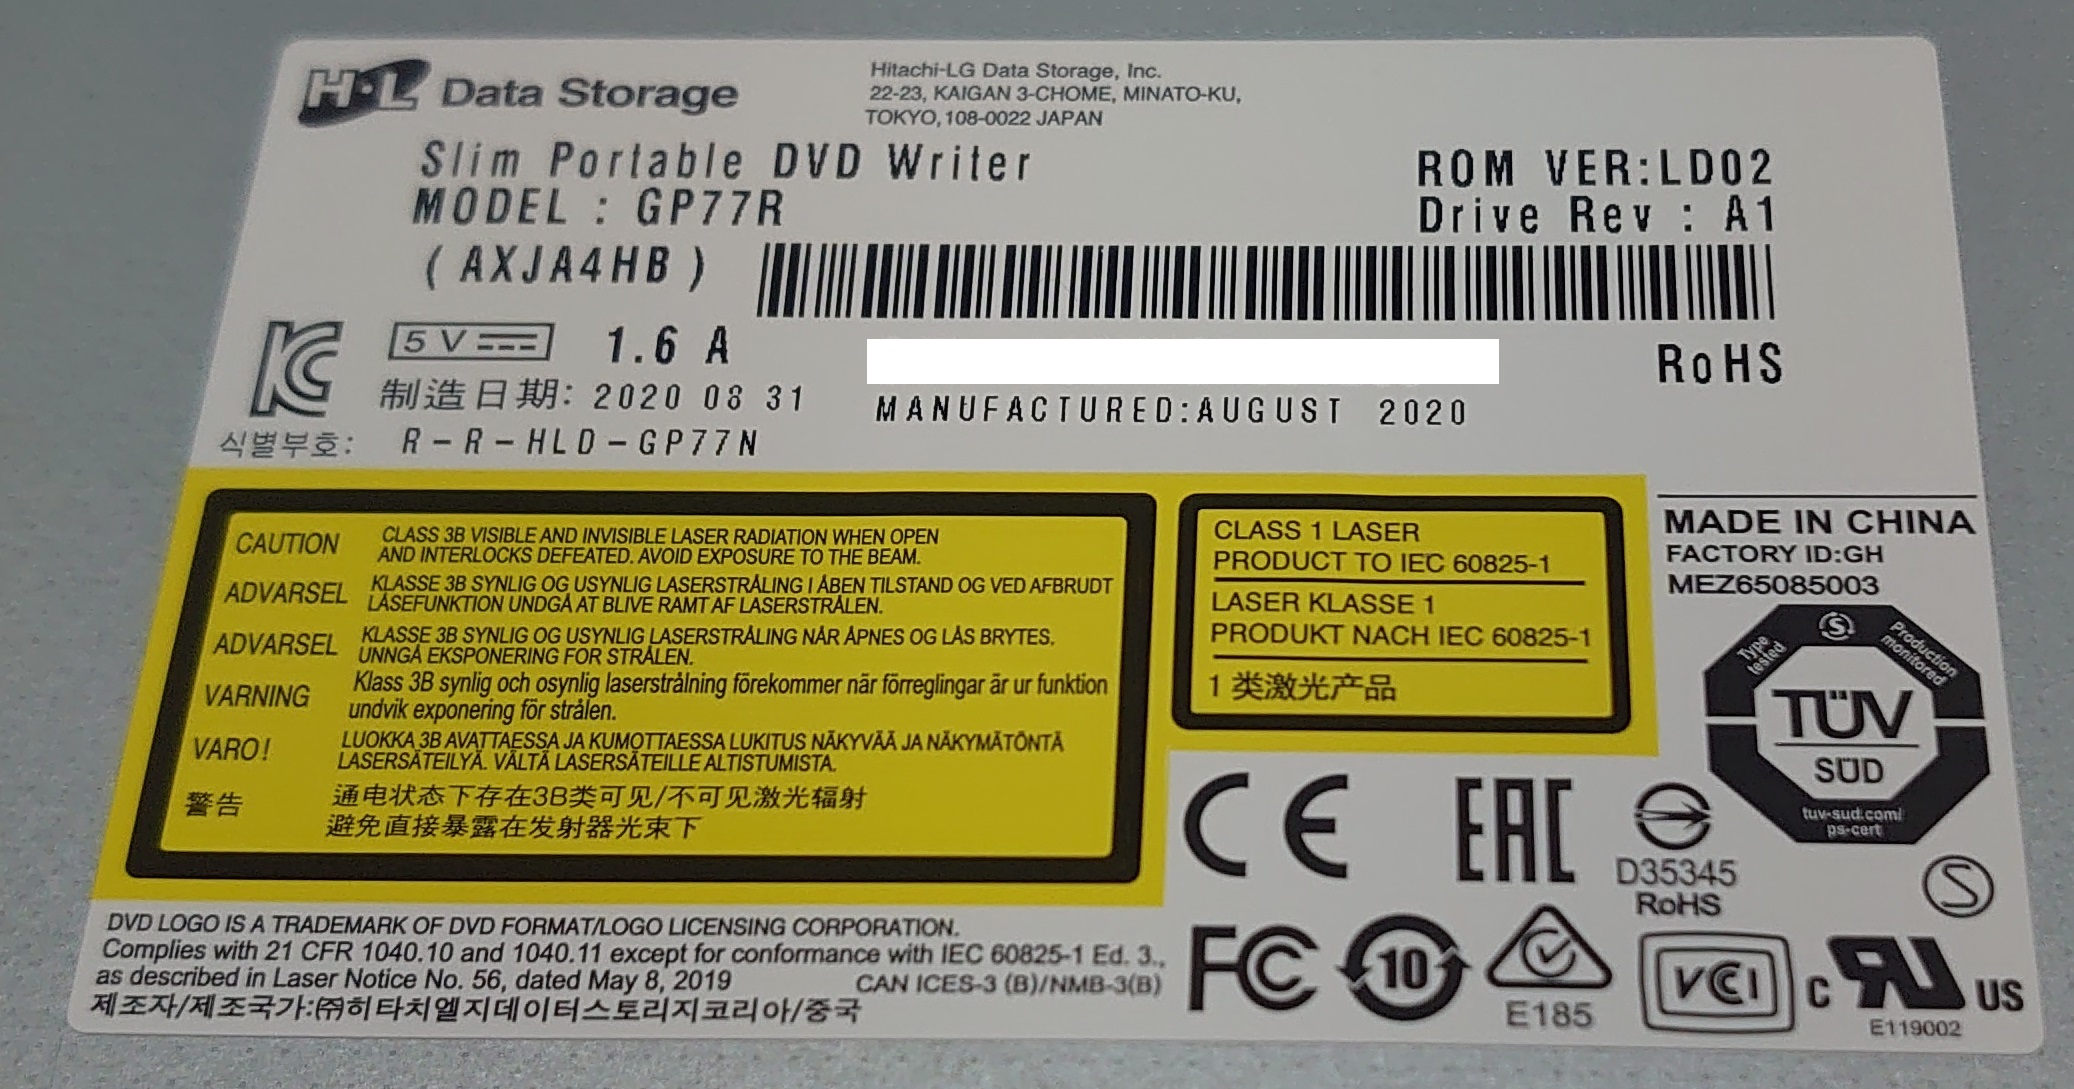 H·L Data Storage
Hitachi-LG Data Storage, Inc.
22-23, KAIGAN 3-CHOME, MINATO-KU,
TOKYO, 108-0022 JAPAN
Slim Portable DVD Writer
MODEL : GP77R
(AXJA4HB)
ROM VER:LD02
Drive Rev : A1
5 V
1.6 A
RoHS
制造日期: 2020 08 31
MANUFACTURED:AUGUST 2020
식별부호: R-R-HLD-GP77N
CAUTION
CLASS 3B VISIBLE AND INVISIBLE LASER RADIATION WHEN OPEN
AND INTERLOCKS DEFEATED. AVOID EXPOSURE TO THE BEAM.
ADVARSEL
KLASSE 3B SYNLIG OG USYNLIG LASERSTRÅLING I ÅBEN TILSTAND OG VED AFBRUDT
LÅSEFUNKTION UNDGÅ AT BLIVE RAMT AF LASERSTRÅLEN.
ADVARSEL
KLASSE 3B SYNLIG OG USYNLIG LASERSTRÅLING NÅR ÅPNES OG LÅS BRYTES.
UNNGÅ EKSPONERING FOR STRÅLEN.
VARNING
Klass 3B synlig och osynlig laserstrålning förekommer när förreglingar är ur funktion
undvik exponering för strålen.
VARO!
LUOKKA 3B AVATTAESSA JA KUMOTTAESSA LUKITUS NÄKYVÄÄ JA NÄKYMÄTÖNTÄ
LASERSÄTEILYÄ. VÄLTÄ LASERSÄTEILLE ALTISTUMISTA.
警告
通电状态下存在3B类可见/不可见激光辐射
避免直接暴露在发射器光束下
CLASS 1 LASER
PRODUCT TO IEC 60825-1
LASER KLASSE 1
PRODUKT NACH IEC 60825-1
1 类激光产品
MADE IN CHINA
FACTORY ID:GH
MEZ65085003
Type tested
Production monitored
TÜV
SÜD
tuv-sud.com/
ps-cert
CE
EAC
D35345
RoHS
S
DVD LOGO IS A TRADEMARK OF DVD FORMAT/LOGO LICENSING CORPORATION.
Complies with 21 CFR 1040.10 and 1040.11 except for conformance with IEC 60825-1 Ed. 3.,
as described in Laser Notice No. 56, dated May 8, 2019
CAN ICES-3 (B)/NMB-3(B)
제조자/제조국가:㈜히타치엘지데이터스토리지코리아/중국
FC
10
E185
VCI
C RU US
E119002